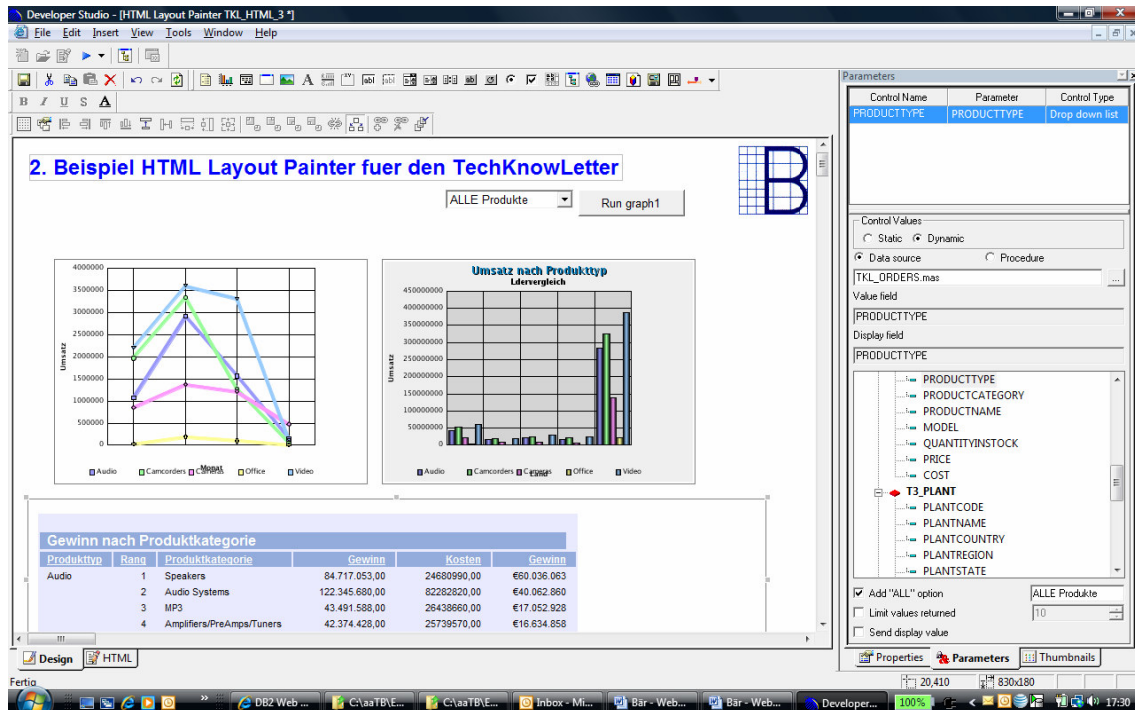 Developer Studio - [HTML Layout Painter TKL_HTML_3 *]
File Edit Insert View Tools Window Help
B I U S A
Parameters
Control Name Parameter Control Type
PRODUCTTYPE PRODUCTTYPE Drop down list
2. Beispiel HTML Layout Painter fuer den TechKnowLetter
B
ALLE Produkte
Run graph1
Control Values
Static Dynamic
Data source Procedure
TKL_ORDERS.mas ...
Value field
PRODUCTTYPE
Display field
PRODUCTTYPE
4000000
3500000
3000000
2500000
2000000
1500000
1000000
500000
0
Umsatz
Monat
Audio Camcorders Cameras Office Video
Umsatz nach Produkttyp
Ldervergleich
450000000
400000000
350000000
300000000
250000000
200000000
150000000
100000000
50000000
0
Umsatz
Land
Audio Camcorders Cameras Office Video
PRODUCTTYPE
PRODUCTCATEGORY
PRODUCTNAME
MODEL
QUANTITYINSTOCK
PRICE
COST
T3_PLANT
PLANTCODE
PLANTNAME
PLANTCOUNTRY
PLANTREGION
PLANTSTATE
Gewinn nach Produktkategorie
Produkttyp Rang Produktkategorie Gewinn Kosten Gewinn
Audio 1 Speakers 84.717.053,00 24680990,00 €60.036.063
2 Audio Systems 122.345.680,00 82282820,00 €40.062.860
3 MP3 43.491.588,00 26438660,00 €17.052.928
4 Amplifiers/PreAmps/Tuners 42.374.428,00 25739570,00 €16.634.858
Add "ALL" option ALLE Produkte
Limit values returned 10
Send display value
Design HTML
Properties Parameters Thumbnails
Fertig
20,410 830x180
DB2 Web ... C:\aaTB\E... C:\aaTB\E... Inbox - Mi... Bär - Web... Bär - Web... Developer... 100% 17:30